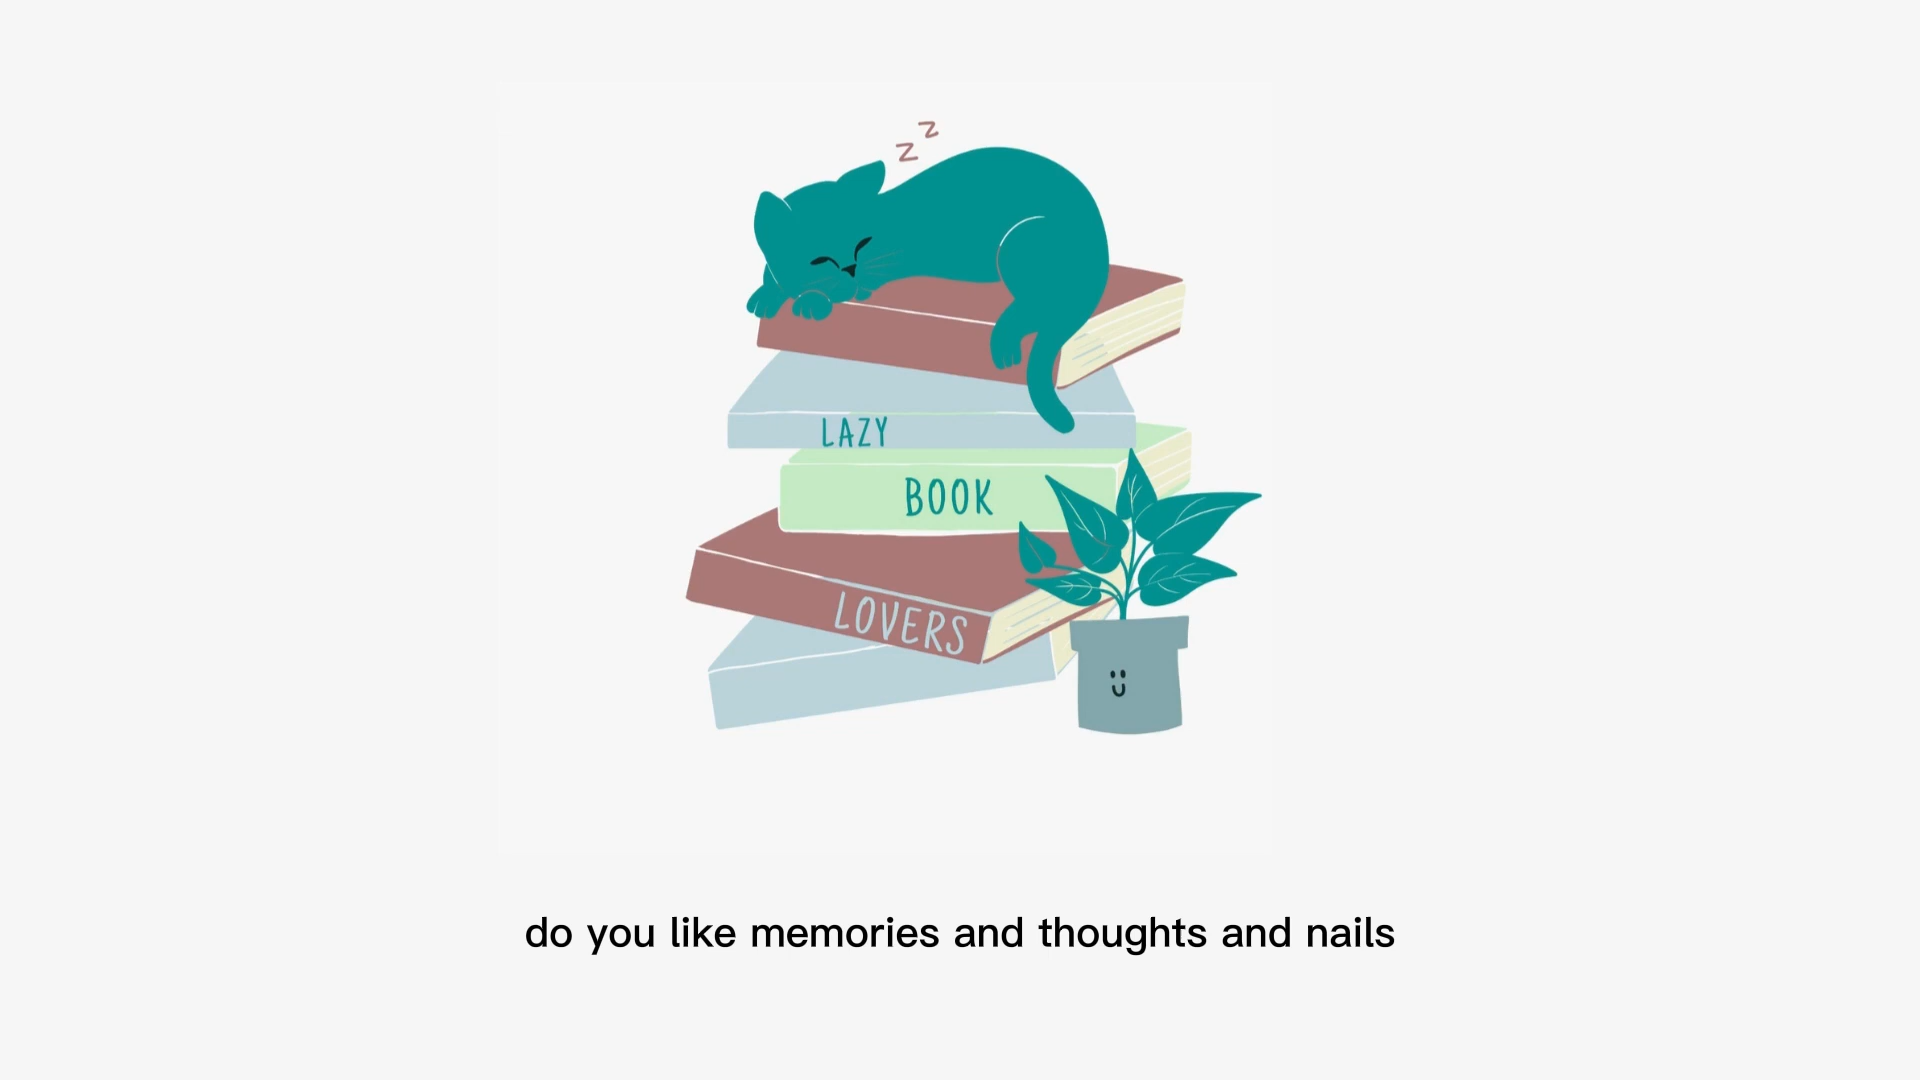 z
z
LAZY
BOOK
LOVERS
do you like memories and thoughts and nails